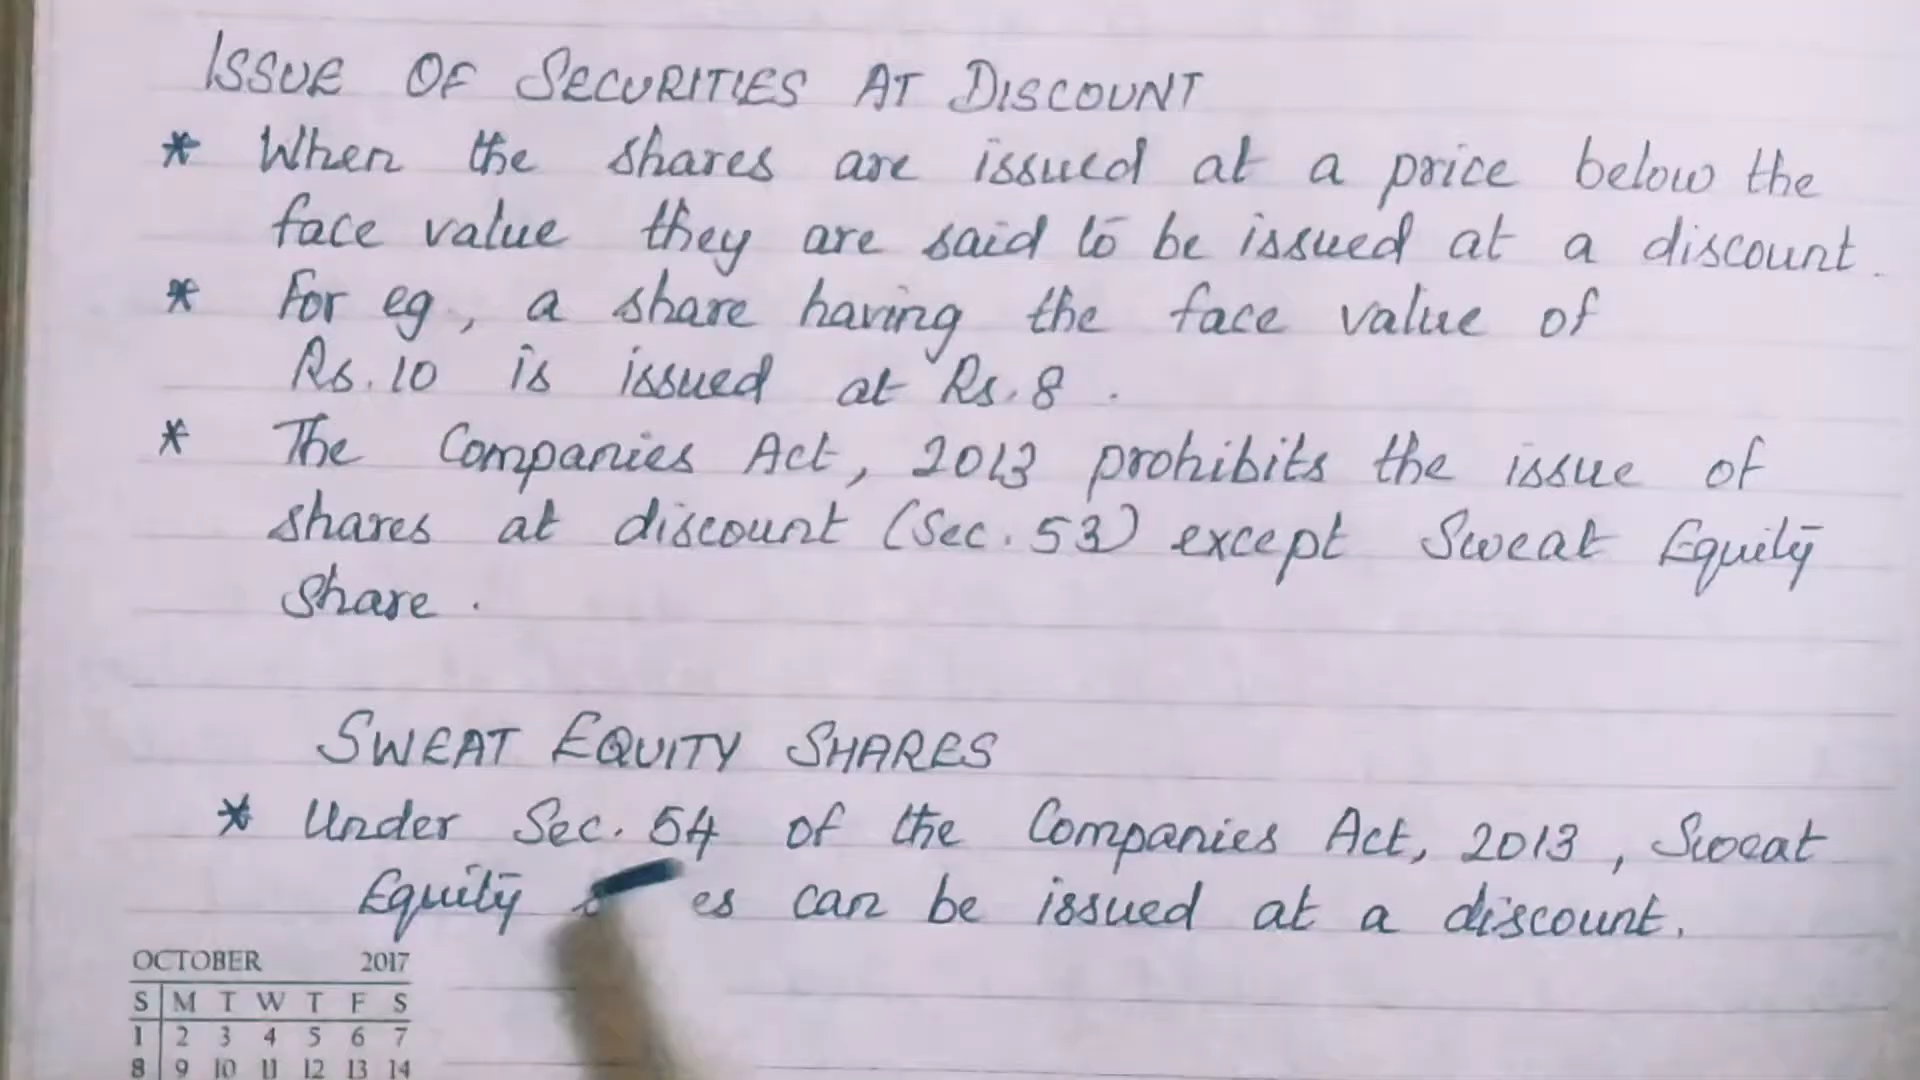 ISSUE OF SECURITIES AT DISCOUNT
* When the shares are issued at a price below the
face value they are said to be issued at a discount.
* For eg, a share having the face value of
Rs. 10 is issued at Rs. 8.
* The Companies Act, 2013 prohibits the issue of
shares at discount (Sec. 53) except Sweat Equity
Share.
SWEAT EQUITY SHARES
* Under Sec. 54 of the Companies Act, 2013, Sweat
Equity can be issued at a discount.
OCTOBER 2017
S M T W T F S
1 2 3 4 5 6 7
8 9 10 11 12 13 14